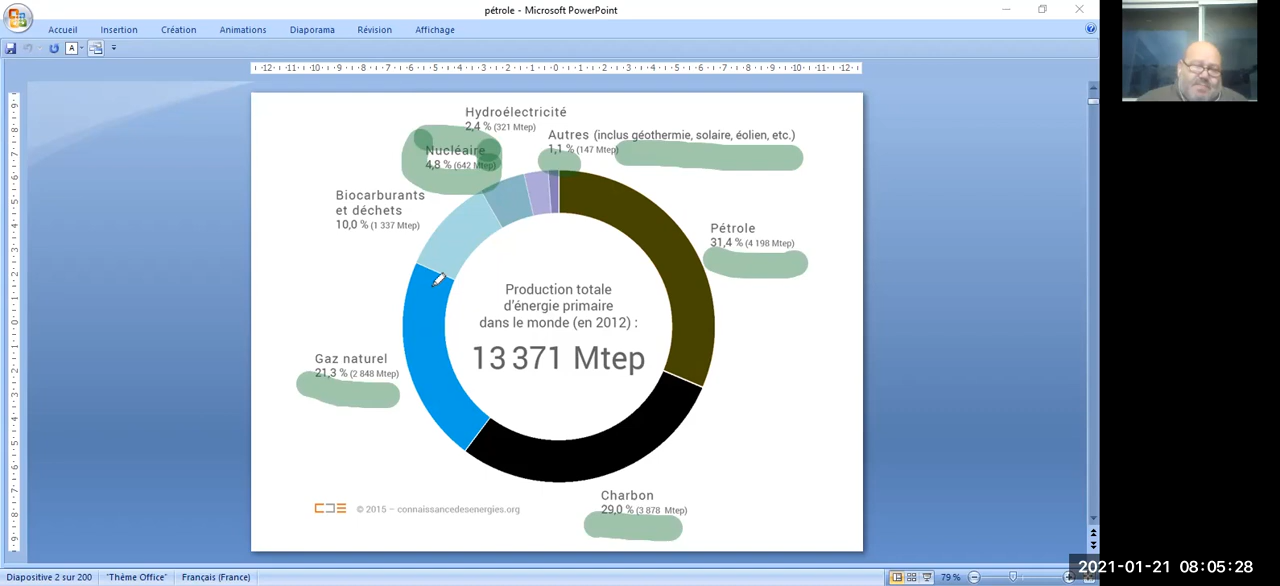 pétrole - Microsoft PowerPoint
Accueil Insertion Création Animations Diaporama Révision Affichage
Hydroélectricité
2,4 % (321 Mtep)
Autres (inclus géothermie, solaire, éolien, etc.)
1,1 % (147 Mtep)
Nucléaire
4,8 % (642 Mtep)
Biocarburants
et déchets
10,0 % (1 337 Mtep)
Pétrole
31,4 % (4 198 Mtep)
Production totale
d'énergie primaire
dans le monde (en 2012) :
13 371 Mtep
Gaz naturel
21,3 % (2 848 Mtep)
Charbon
29,0 % (3 878 Mtep)
© 2015 – connaissancedesenergies.org
Diapositive 2 sur 200 "Thème Office" Français (France) 79 %
2021-01-21 08:05:28